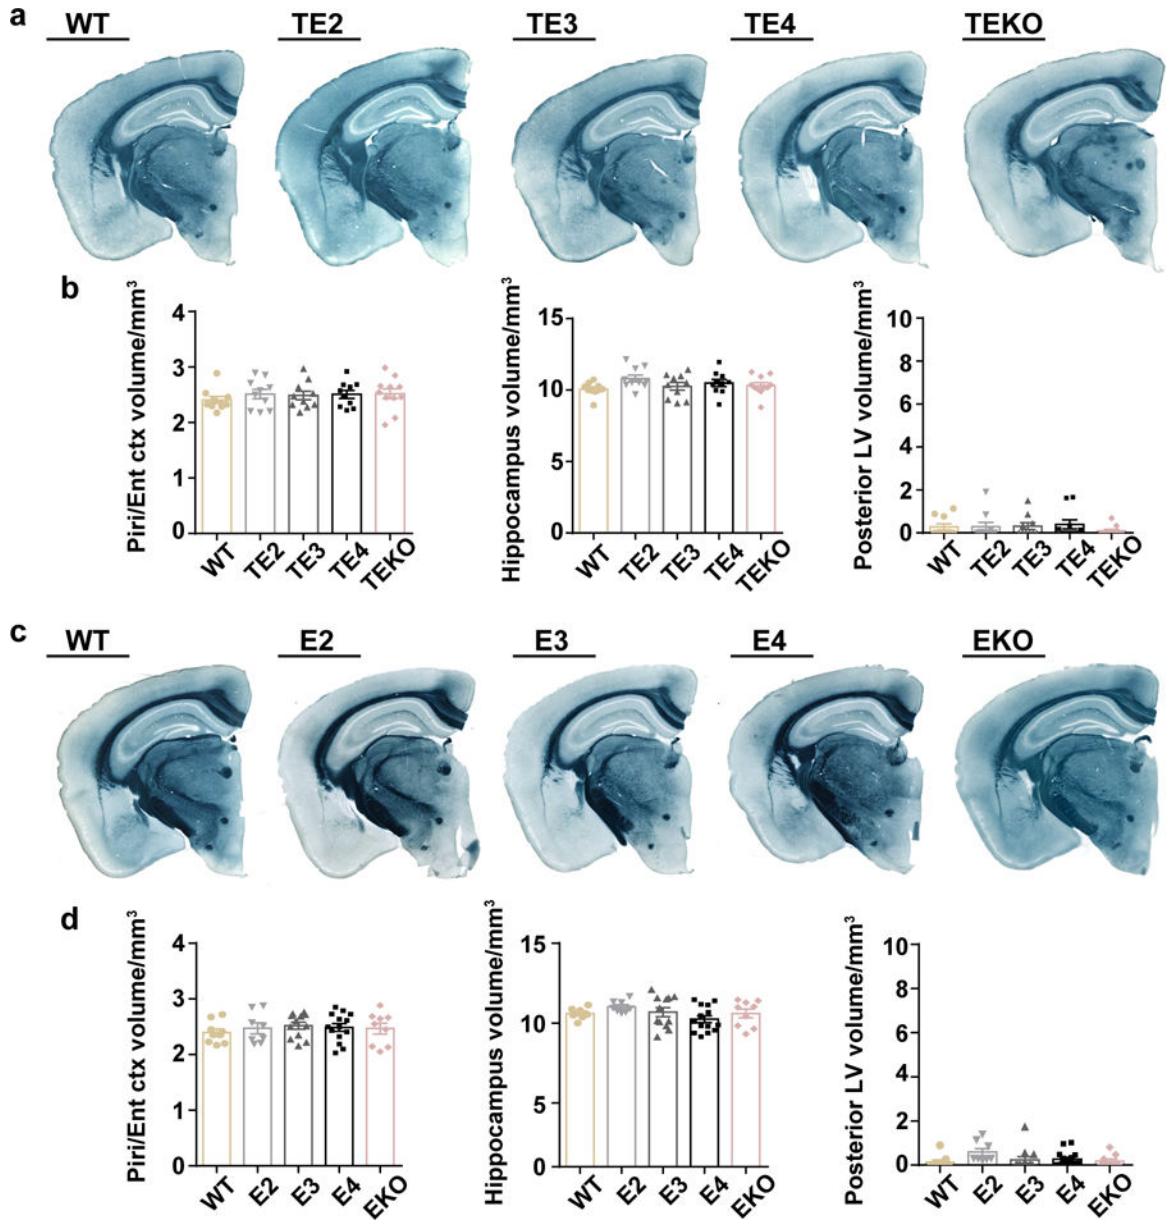 a
WT TE2 TE3 TE4 TEKO
b
Piri/Ent ctx volume/mm³
4
3
2
1
0
WT TE2 TE3 TE4 TEKO
Hippocampus volume/mm³
15
10
5
0
WT TE2 TE3 TE4 TEKO
Posterior LV volume/mm³
10
8
6
4
2
0
WT TE2 TE3 TE4 TEKO
c
WT E2 E3 E4 EKO
d
Piri/Ent ctx volume/mm³
4
3
2
1
0
WT E2 E3 E4 EKO
Hippocampus volume/mm³
15
10
5
0
WT E2 E3 E4 EKO
Posterior LV volume/mm³
10
8
6
4
2
0
WT E2 E3 E4 EKO